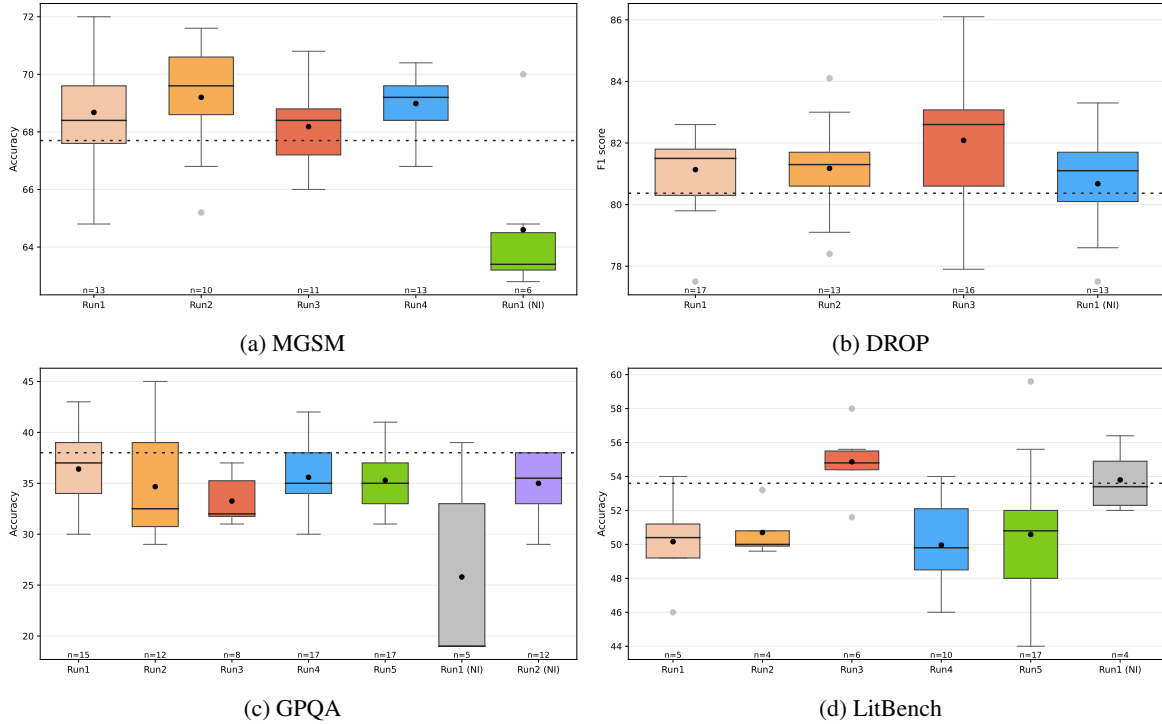 72
70
68
66
64
Accuracy
n=13
n=10
n=11
n=13
n=6
Run1
Run2
Run3
Run4
Run1 (NI)
(a) MGSM
86
84
82
80
78
F1 score
n=17
n=13
n=16
n=13
Run1
Run2
Run3
Run1 (NI)
(b) DROP
45
40
35
30
25
20
Accuracy
n=15
n=12
n=8
n=17
n=17
n=5
n=12
Run1
Run2
Run3
Run4
Run5
Run1 (NI)
Run2 (NI)
(c) GPQA
60
58
56
54
52
50
48
46
44
Accuracy
n=5
n=4
n=6
n=10
n=17
n=4
Run1
Run2
Run3
Run4
Run5
Run1 (NI)
(d) LitBench